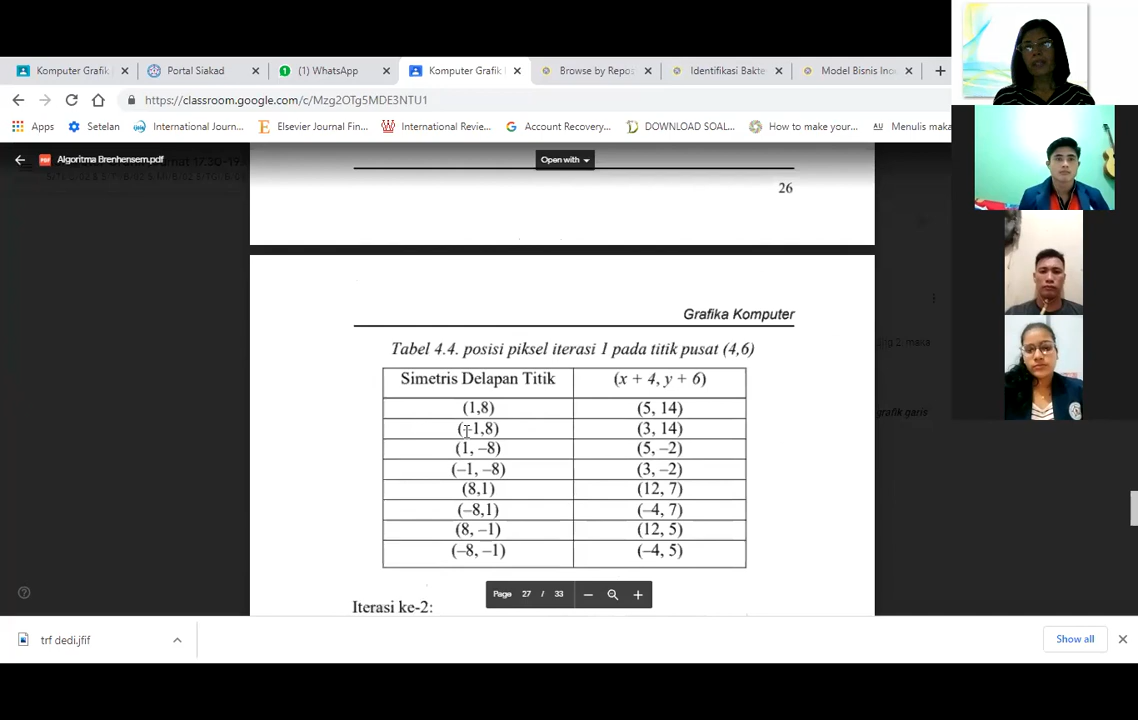 Komputer Grafik
Portal Siakad
(1) WhatsApp
Komputer Grafik
Browse by Repos
Identifikasi Bakte
Model Bisnis Ino
https://classroom.google.com/c/Mzg2OTg5MDE3NTU1
Apps
Setelan
International Journ...
Elsevier Journal Fin...
International Revie...
Account Recovery...
DOWNLOAD SOAL...
How to make your...
Menulis maka
Algoritma Brenhensem.pdf
Open with
26
Grafika Komputer
Tabel 4.4. posisi piksel iterasi 1 pada titik pusat (4,6)
Simetris Delapan Titik (x + 4, y + 6)
(1,8) (5, 14)
(–1,8) (3, 14)
(1, –8) (5, –2)
(–1, –8) (3, –2)
(8,1) (12, 7)
(–8,1) (–4, 7)
(8, –1) (12, 5)
(–8, –1) (–4, 5)
Iterasi ke-2:
Page 27 / 33
trf dedi.jfif
Show all